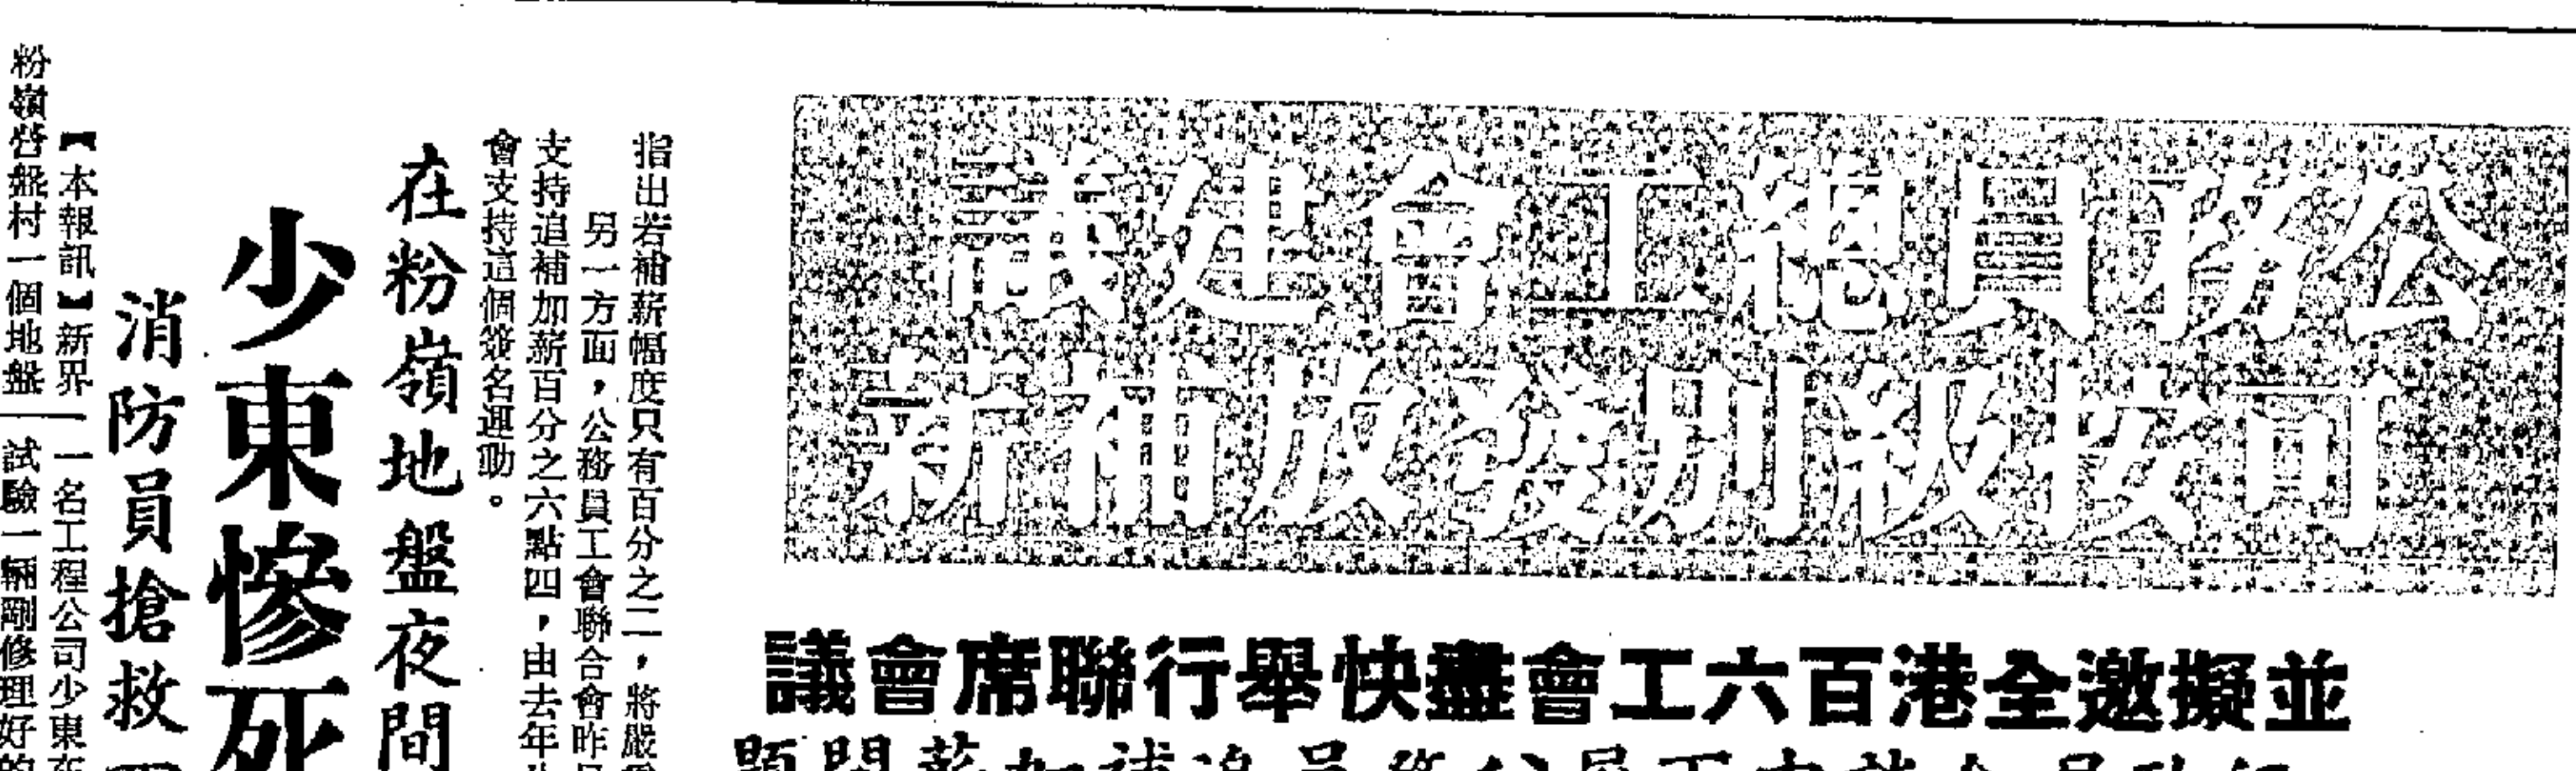 公務員總工會建議
可按級別發放補薪
並擬邀全港百六工會盡快舉行聯席會議
指出若補薪幅度只有百分之二，將嚴
另一方面，公務員工會聯合會昨
支持追補加薪百分之六點四，由去年
會支持這個簽名運動。
在粉嶺地盤夜間
少東慘死
消防員搶救
【本報訊】新界
粉嶺營盤村一個地盤
一名工程公司少東在
試驗一輛剛修理好的